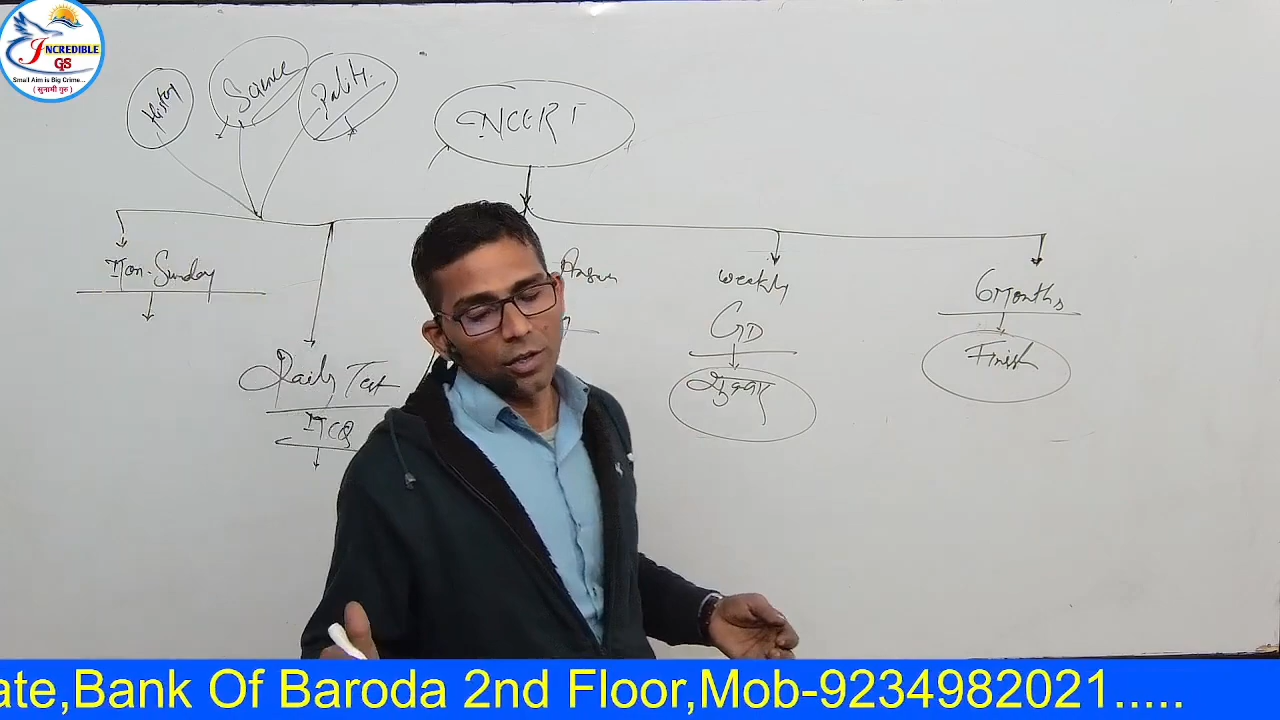 INCREDIBLE
GS
Small Aim is Big Crime...
( सुनामी गुरु )
History
Science
Polity
NCERT
Mon-Sunday
Daily Test
MCQ
Answ
weekly
GD
शुक्रवार
6 Months
Finish
ate,Bank Of Baroda 2nd Floor,Mob-9234982021.....